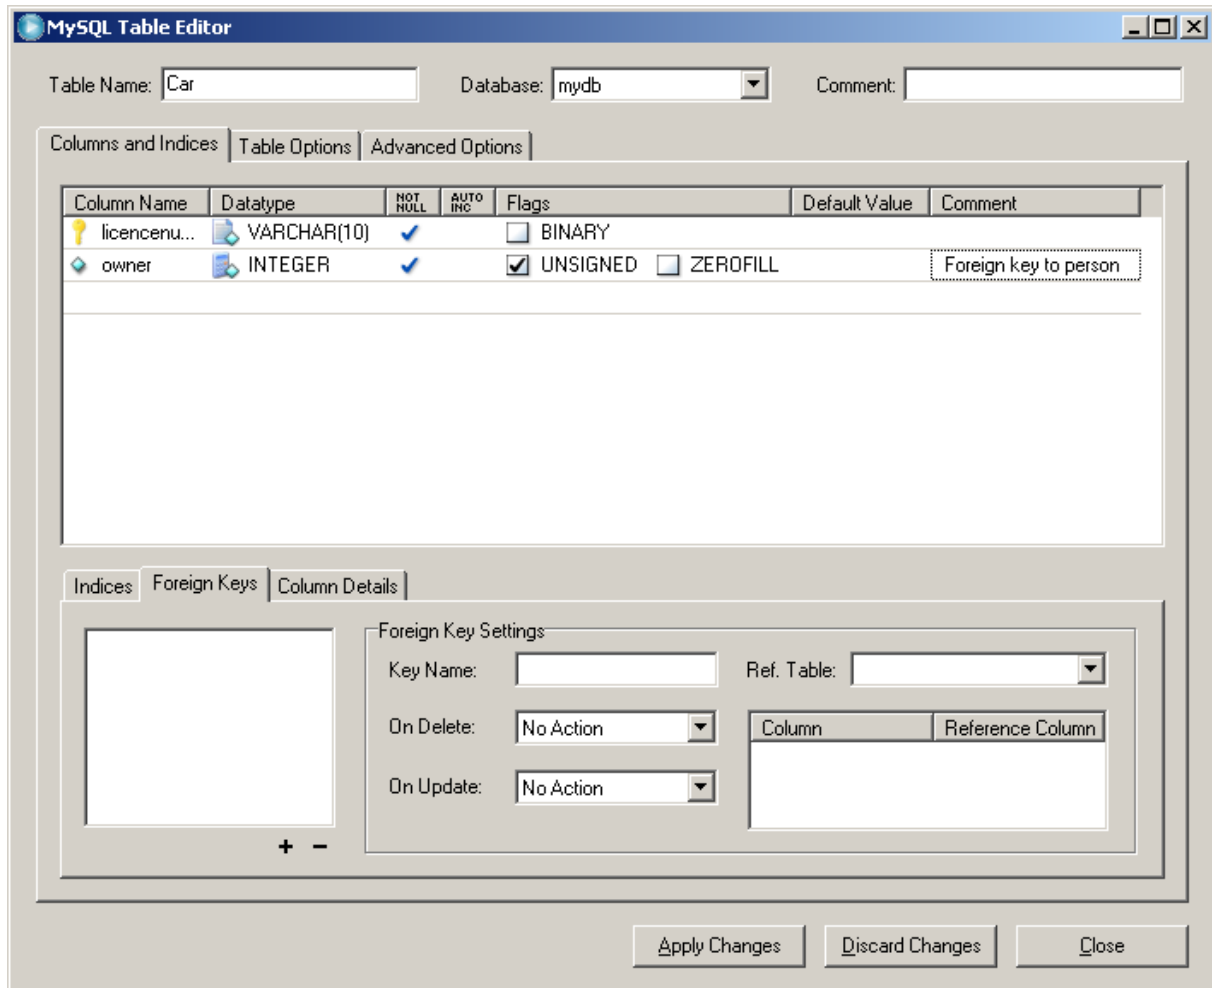 MySQL Table Editor
Table Name: Car Database: mydb Comment:
Columns and Indices Table Options Advanced Options
Column Name Datatype NOT NULL AUTO INC Flags Default Value Comment
licencenu... VARCHAR(10) BINARY
owner INTEGER UNSIGNED ZEROFILL Foreign key to person
Indices Foreign Keys Column Details
Foreign Key Settings
Key Name: Ref. Table:
On Delete: No Action Column Reference Column
On Update: No Action
+ −
Apply Changes Discard Changes Close